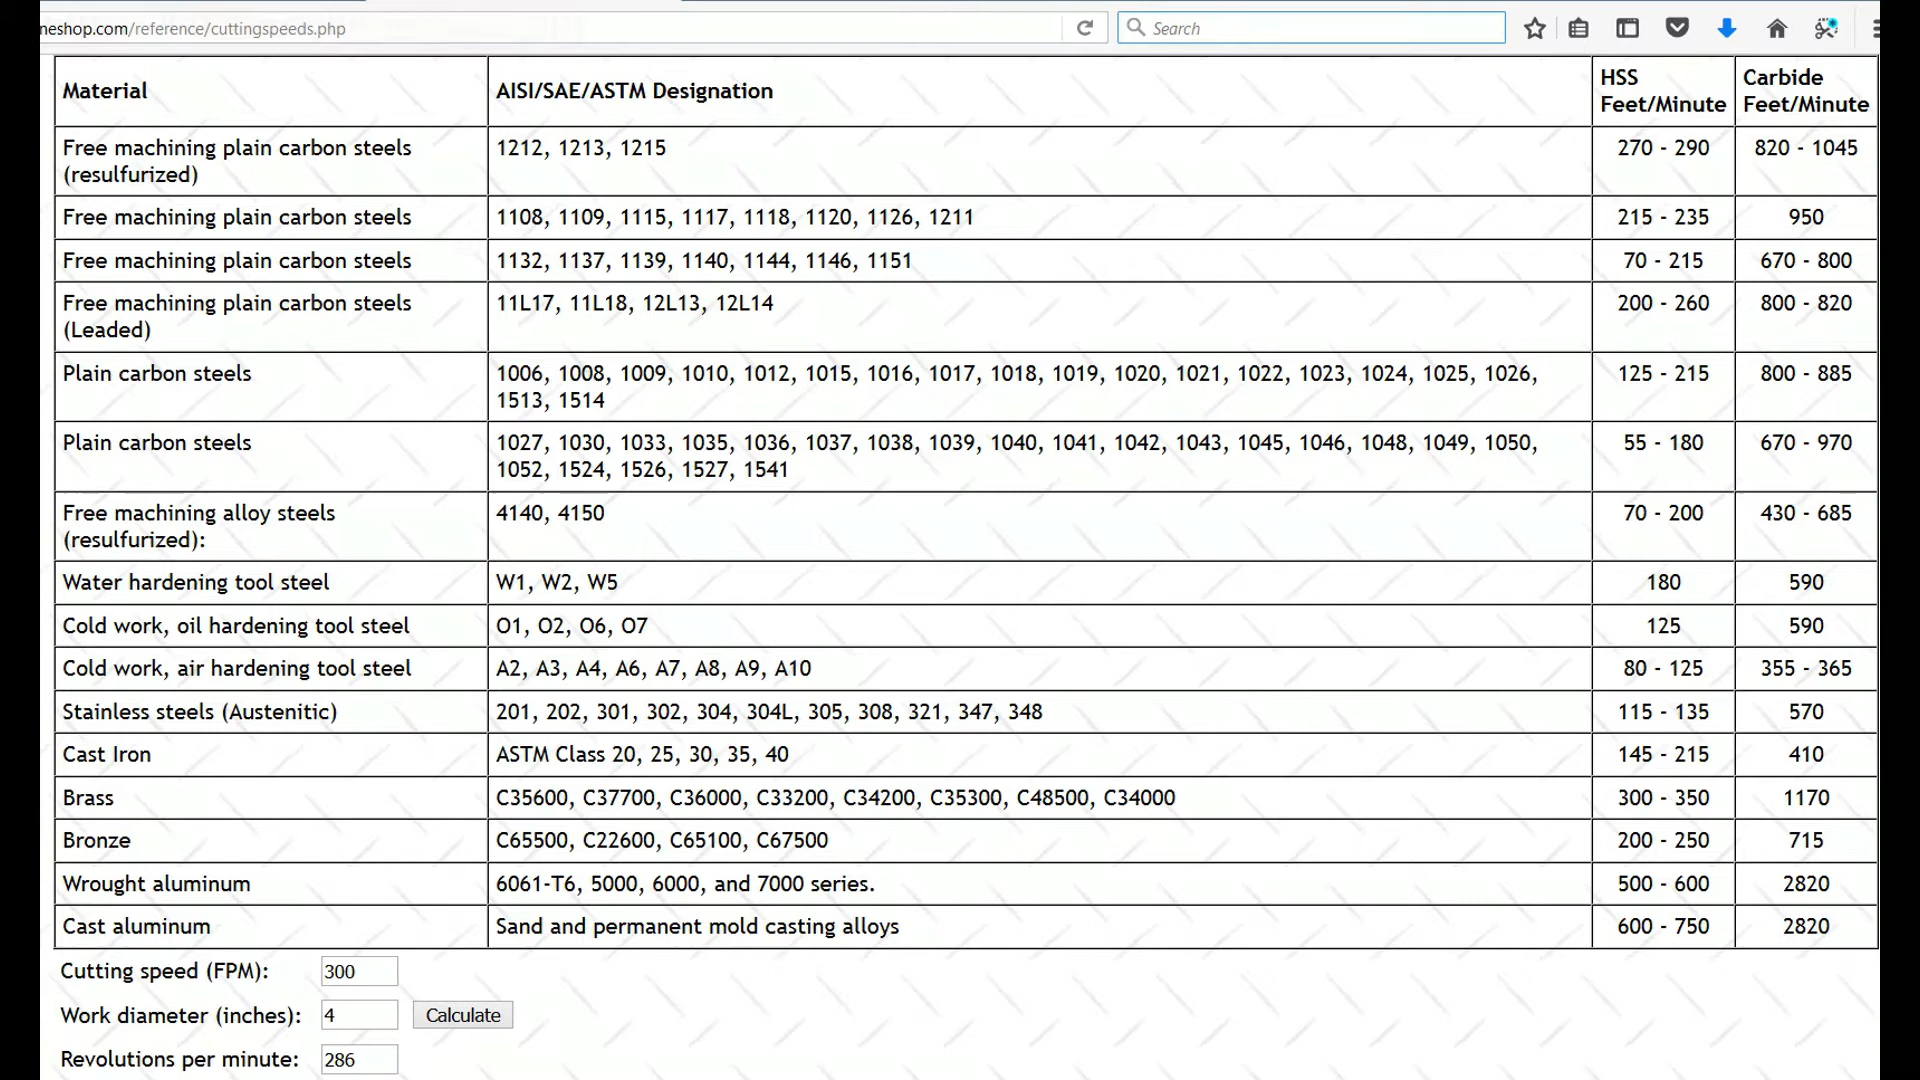 neshop.com/reference/cuttingspeeds.php
Search
Material AISI/SAE/ASTM Designation HSS Feet/Minute Carbide Feet/Minute
Free machining plain carbon steels (resulfurized) 1212, 1213, 1215 270 - 290 820 - 1045
Free machining plain carbon steels 1108, 1109, 1115, 1117, 1118, 1120, 1126, 1211 215 - 235 950
Free machining plain carbon steels 1132, 1137, 1139, 1140, 1144, 1146, 1151 70 - 215 670 - 800
Free machining plain carbon steels (Leaded) 11L17, 11L18, 12L13, 12L14 200 - 260 800 - 820
Plain carbon steels 1006, 1008, 1009, 1010, 1012, 1015, 1016, 1017, 1018, 1019, 1020, 1021, 1022, 1023, 1024, 1025, 1026, 1513, 1514 125 - 215 800 - 885
Plain carbon steels 1027, 1030, 1033, 1035, 1036, 1037, 1038, 1039, 1040, 1041, 1042, 1043, 1045, 1046, 1048, 1049, 1050, 1052, 1524, 1526, 1527, 1541 55 - 180 670 - 970
Free machining alloy steels (resulfurized): 4140, 4150 70 - 200 430 - 685
Water hardening tool steel W1, W2, W5 180 590
Cold work, oil hardening tool steel O1, O2, O6, O7 125 590
Cold work, air hardening tool steel A2, A3, A4, A6, A7, A8, A9, A10 80 - 125 355 - 365
Stainless steels (Austenitic) 201, 202, 301, 302, 304, 304L, 305, 308, 321, 347, 348 115 - 135 570
Cast Iron ASTM Class 20, 25, 30, 35, 40 145 - 215 410
Brass C35600, C37700, C36000, C33200, C34200, C35300, C48500, C34000 300 - 350 1170
Bronze C65500, C22600, C65100, C67500 200 - 250 715
Wrought aluminum 6061-T6, 5000, 6000, and 7000 series. 500 - 600 2820
Cast aluminum Sand and permanent mold casting alloys 600 - 750 2820
Cutting speed (FPM): 300
Work diameter (inches): 4 Calculate
Revolutions per minute: 286